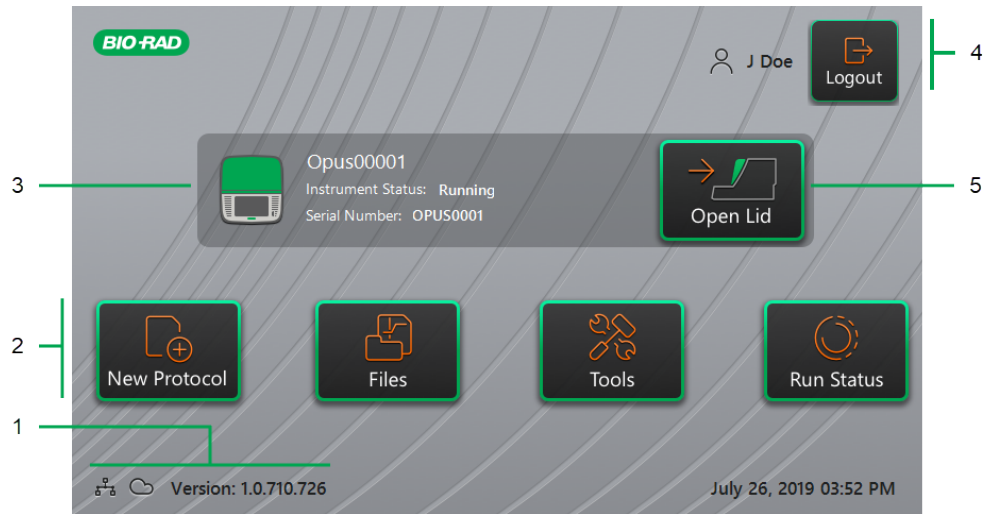 BIO-RAD
J Doe
Logout
4
Opus00001
Instrument Status: Running
Serial Number: OPUS0001
Open Lid
3
5
New Protocol
Files
Tools
Run Status
2
1
Version: 1.0.710.726
July 26, 2019 03:52 PM